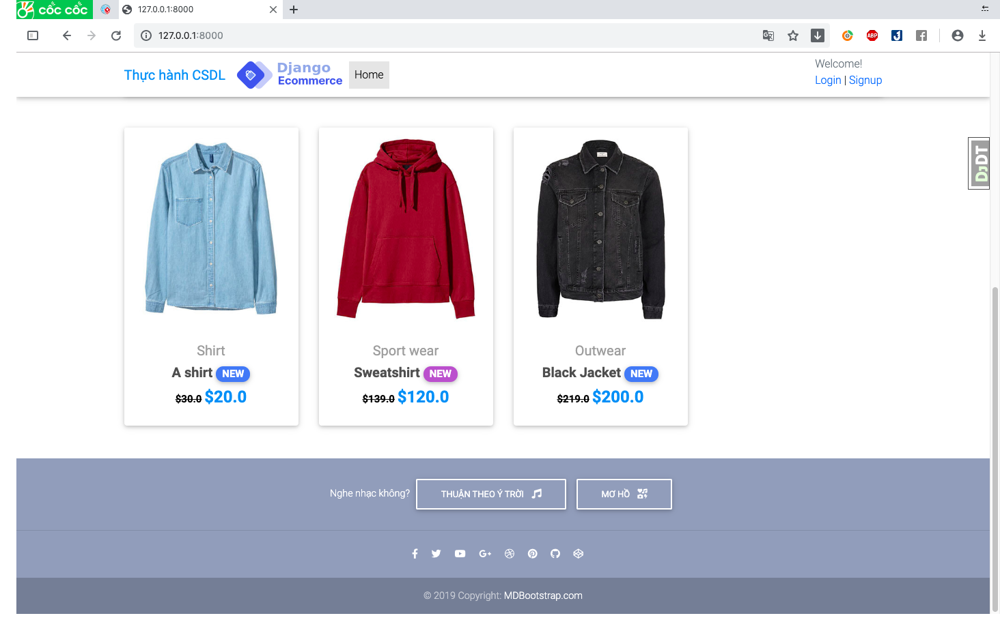 cốc cốc
127.0.0.1:8000
127.0.0.1:8000
ABP
Thực hành CSDL
Django
Ecommerce
Home
Welcome!
Login | Signup
DjDT
Shirt
A shirt NEW
$30.0 $20.0
Sport wear
Sweatshirt NEW
$139.0 $120.0
Outwear
Black Jacket NEW
$219.0 $200.0
Nghe nhạc không?
THUẬN THEO Ý TRỜI
MƠ HỒ
© 2019 Copyright: MDBootstrap.com